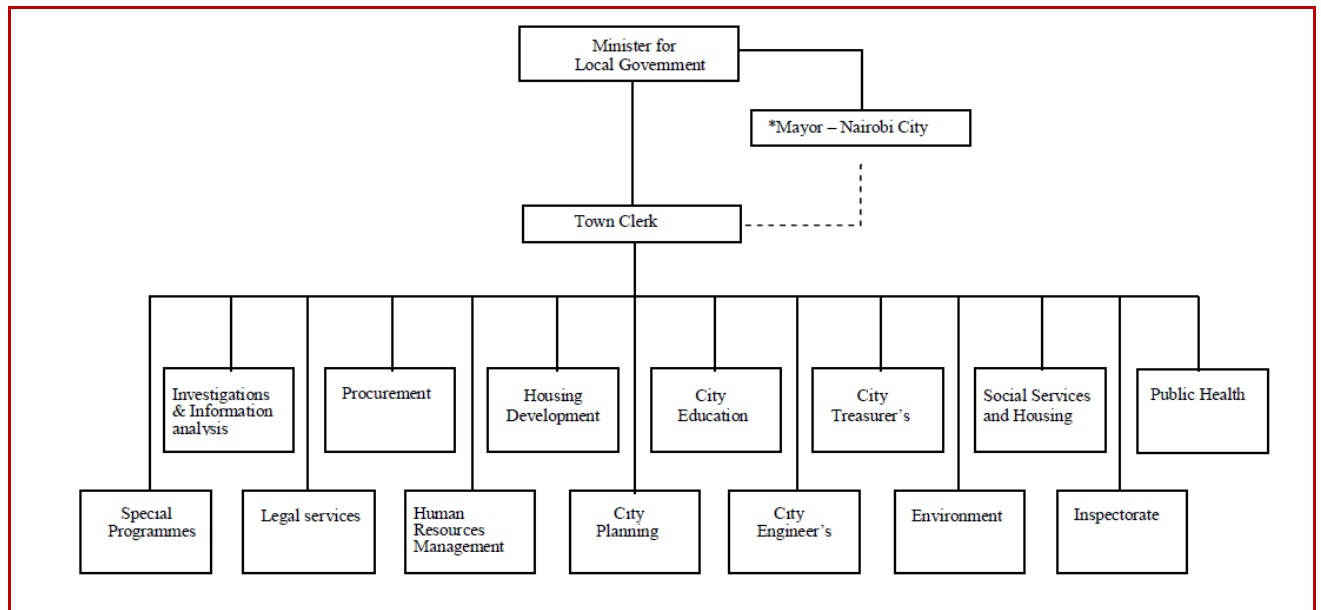 Minister for
Local Government
*Mayor – Nairobi City
Town Clerk
Investigations
& Information
analysis
Procurement
Housing
Development
City
Education
City
Treasurer's
Social Services
and Housing
Public Health
Special
Programmes
Legal services
Human
Resources
Management
City
Planning
City
Engineer's
Environment
Inspectorate